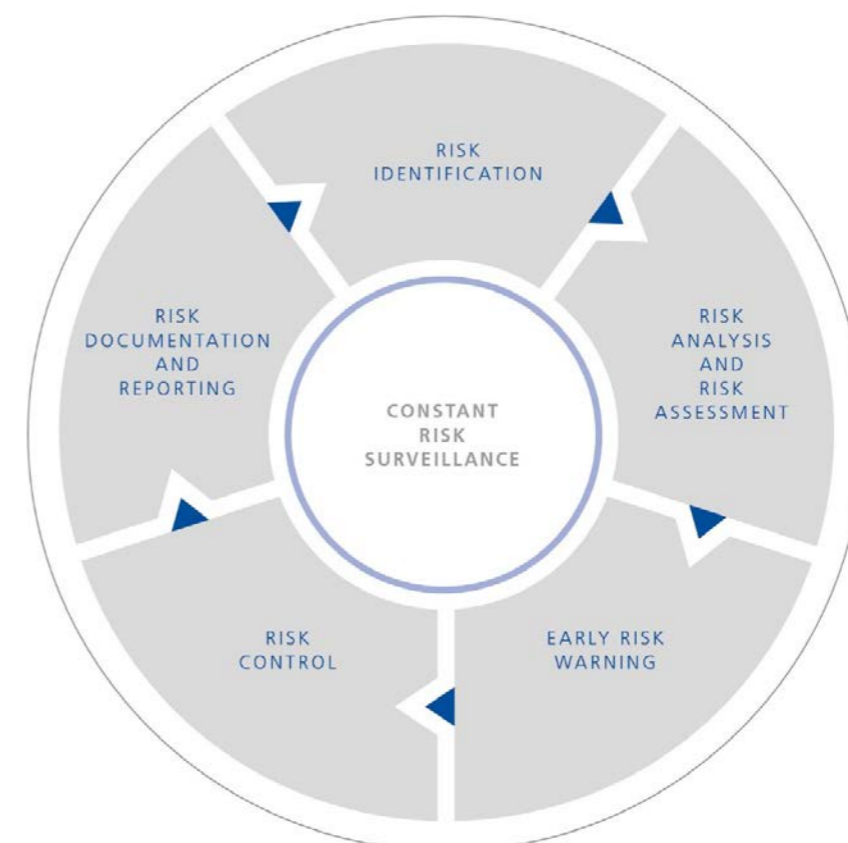 RISK
IDENTIFICATION
RISK
ANALYSIS
AND
RISK
ASSESSMENT
EARLY RISK
WARNING
RISK
CONTROL
RISK
DOCUMENTATION
AND
REPORTING
CONSTANT
RISK
SURVEILLANCE